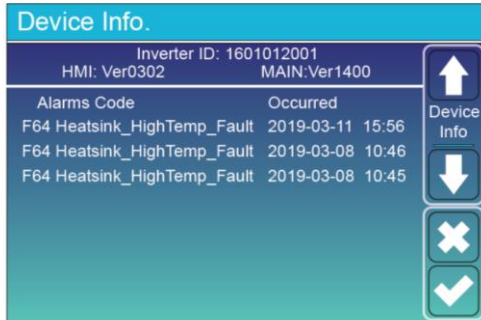 Device Info.
Inverter ID: 1601012001
HMI: Ver0302 MAIN:Ver1400
Alarms Code Occurred
F64 Heatsink_HighTemp_Fault 2019-03-11 15:56
F64 Heatsink_HighTemp_Fault 2019-03-08 10:46
F64 Heatsink_HighTemp_Fault 2019-03-08 10:45
Device
Info